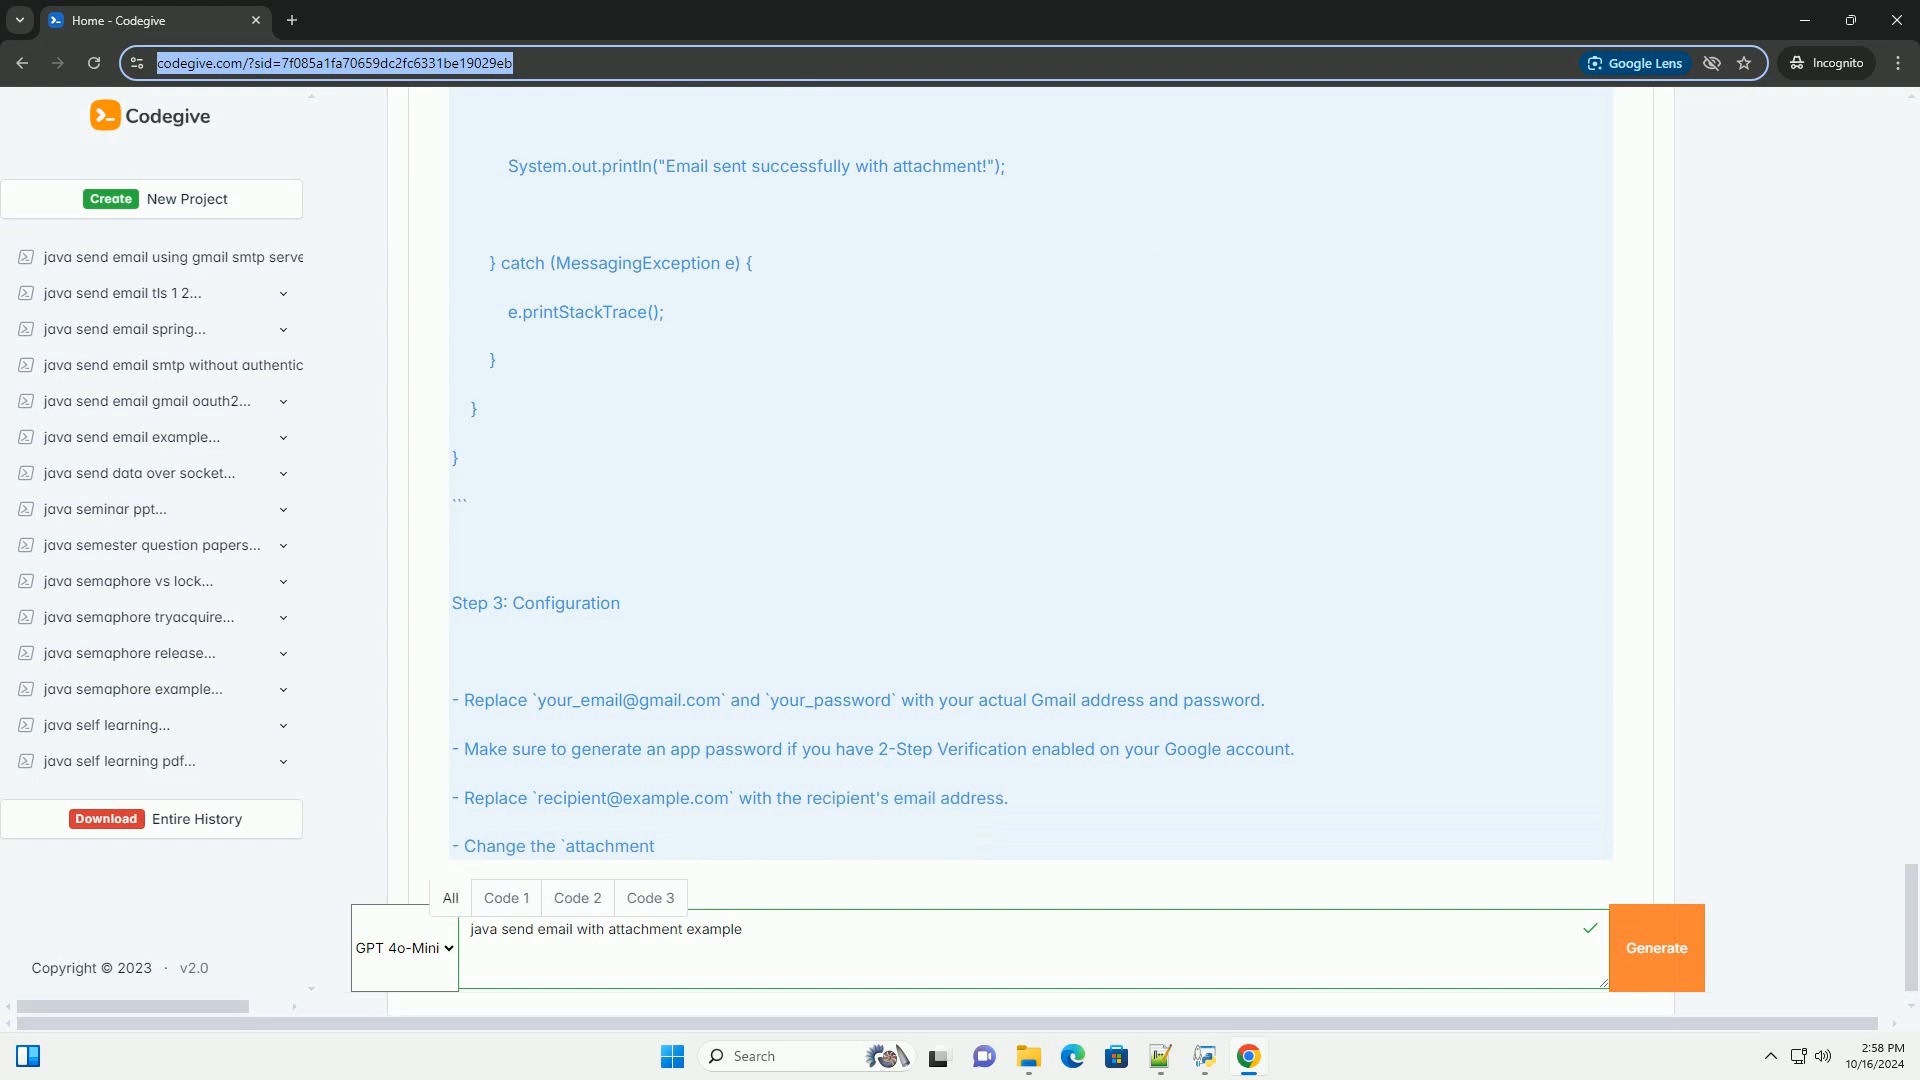 Home - Codegive
codegive.com/?sid=7f085a1fa70659dc2fc6331be19029eb
Google Lens
Incognito
Codegive
Create New Project
java send email using gmail smtp serve
java send email tls 1 2...
java send email spring...
java send email smtp without authentic
java send email gmail oauth2...
java send email example...
java send data over socket...
java seminar ppt...
java semester question papers...
java semaphore vs lock...
java semaphore tryacquire...
java semaphore release...
java semaphore example...
java self learning...
java self learning pdf...
Download Entire History
Copyright © 2023 · v2.0
System.out.println("Email sent successfully with attachment!");
} catch (MessagingException e) {
e.printStackTrace();
}
}
}
```
Step 3: Configuration
- Replace `your_email@gmail.com` and `your_password` with your actual Gmail address and password.
- Make sure to generate an app password if you have 2-Step Verification enabled on your Google account.
- Replace `recipient@example.com` with the recipient's email address.
- Change the `attachment
All Code 1 Code 2 Code 3
GPT 4o-Mini
java send email with attachment example
Generate
Search
2:58 PM
10/16/2024